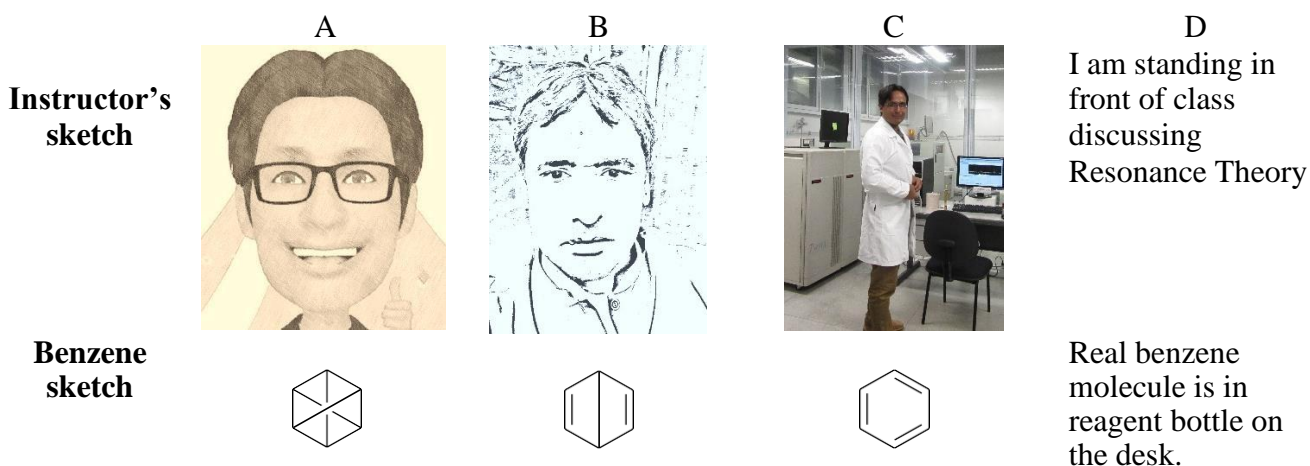 A
B
C
D
Instructor’s
sketch
I am standing in
front of class
discussing
Resonance Theory
Benzene
sketch
Real benzene
molecule is in
reagent bottle on
the desk.